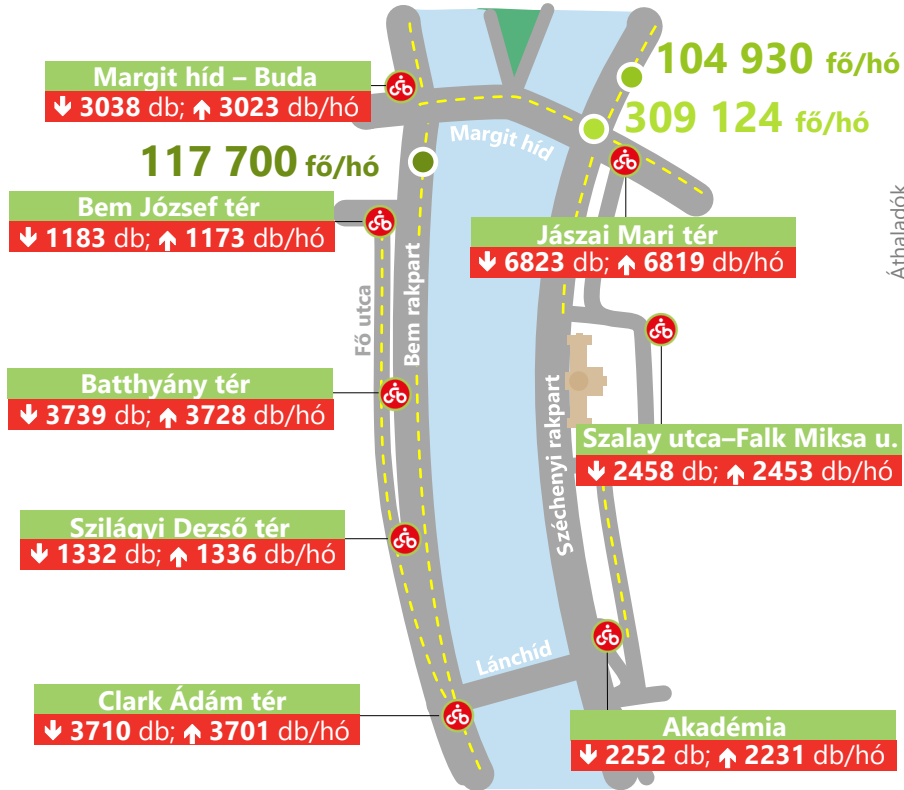 104 930 fő/hó
Margit híd – Buda
↓ 3038 db; ↑ 3023 db/hó
309 124 fő/hó
Margit híd
117 700 fő/hó
Bem József tér
↓ 1183 db; ↑ 1173 db/hó
Áthaladók
Jászai Mari tér
↓ 6823 db; ↑ 6819 db/hó
Fő utca
Bem rakpart
Batthyány tér
↓ 3739 db; ↑ 3728 db/hó
Széchenyi rakpart
Szalay utca–Falk Miksa u.
↓ 2458 db; ↑ 2453 db/hó
Szilágyi Dezső tér
↓ 1332 db; ↑ 1336 db/hó
Lánchíd
Clark Ádám tér
↓ 3710 db; ↑ 3701 db/hó
Akadémia
↓ 2252 db; ↑ 2231 db/hó